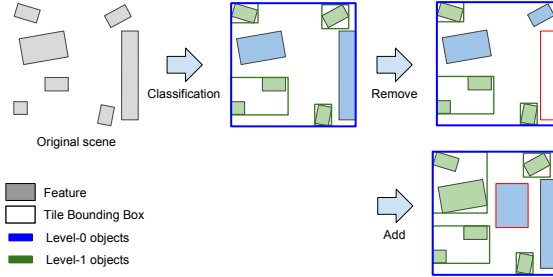 Classification
Remove
Original scene
Feature
Tile Bounding Box
Level-0 objects
Level-1 objects
Add